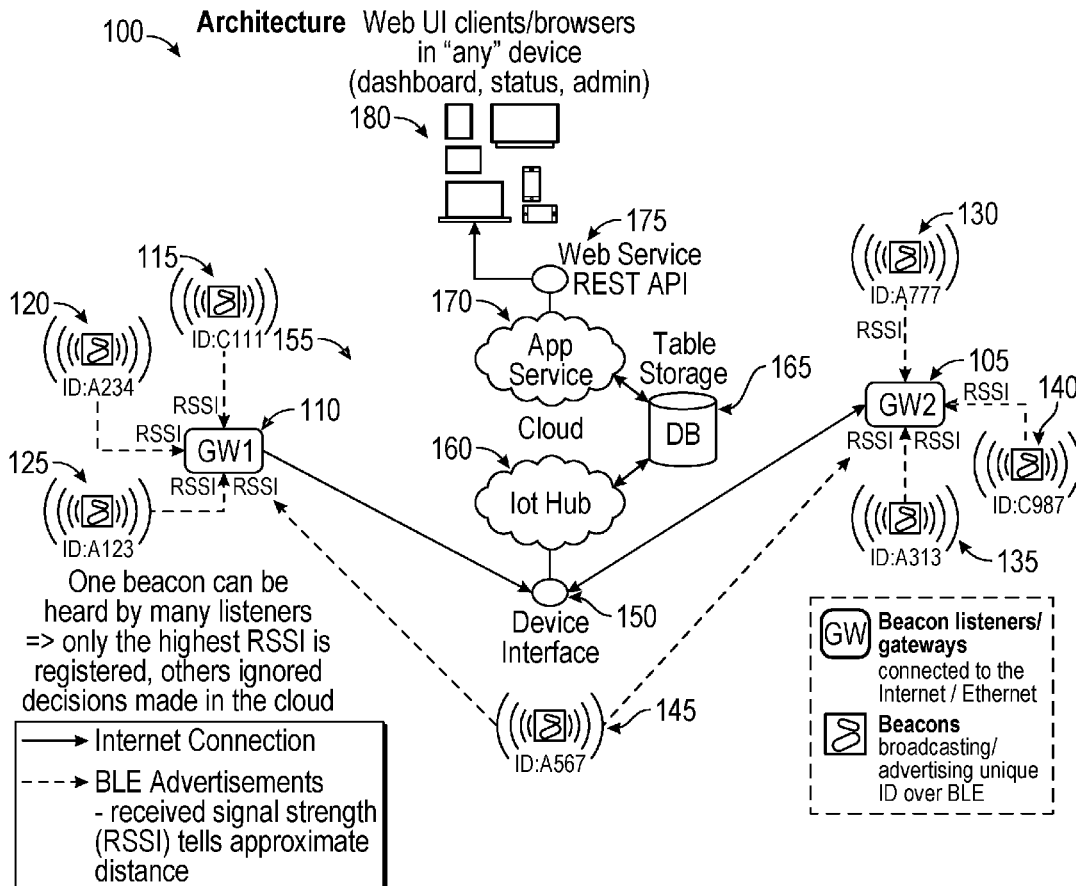 100
Architecture Web UI clients/browsers
in “any” device
(dashboard, status, admin)
180
175
Web Service
REST API
130
ID:A777
RSSI
115
ID:C111
120
ID:A234
155
RSSI
RSSI
110
GW1
125
RSSI
RSSI
ID:A123
170
App
Service
Table
Storage
165
DB
Cloud
160
Iot Hub
150
Device
Interface
105
GW2
RSSI
140
RSSI
RSSI
ID:C987
ID:A313
135
One beacon can be
heard by many listeners
=> only the highest RSSI is
registered, others ignored
decisions made in the cloud
145
ID:A567
Internet Connection
BLE Advertisements
- received signal strength
(RSSI) tells approximate
distance
GW
Beacon listeners/
gateways
connected to the
Internet / Ethernet
Beacons
broadcasting/
advertising unique
ID over BLE